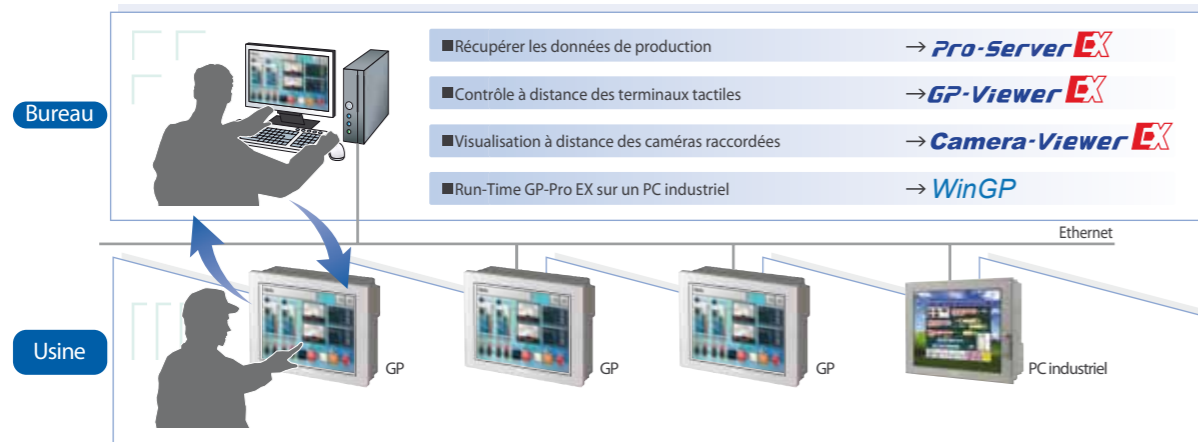 Bureau
■Récupérer les données de production → Pro-Server EX
■Contrôle à distance des terminaux tactiles → GP-Viewer EX
■Visualisation à distance des caméras raccordées → Camera-Viewer EX
■Run-Time GP-Pro EX sur un PC industriel → WinGP
Ethernet
Usine
GP
GP
GP
PC industriel